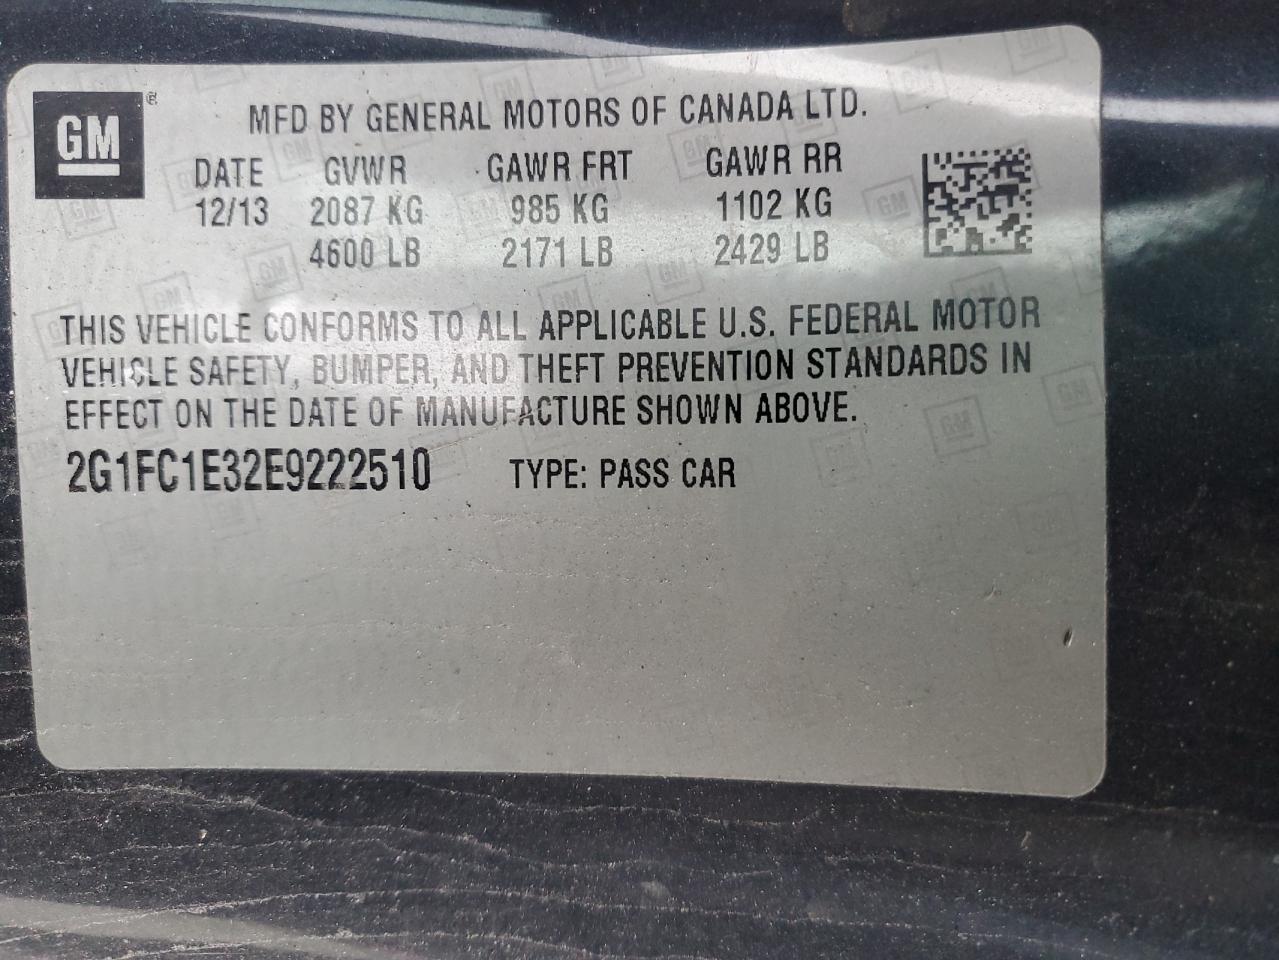 GM
MFD BY GENERAL MOTORS OF CANADA LTD.
DATE GVWR GAWR FRT GAWR RR
12/13 2087 KG 985 KG 1102 KG
4600 LB 2171 LB 2429 LB
THIS VEHICLE CONFORMS TO ALL APPLICABLE U.S. FEDERAL MOTOR
VEHICLE SAFETY, BUMPER, AND THEFT PREVENTION STANDARDS IN
EFFECT ON THE DATE OF MANUFACTURE SHOWN ABOVE.
2G1FC1E32E9222510 TYPE: PASS CAR